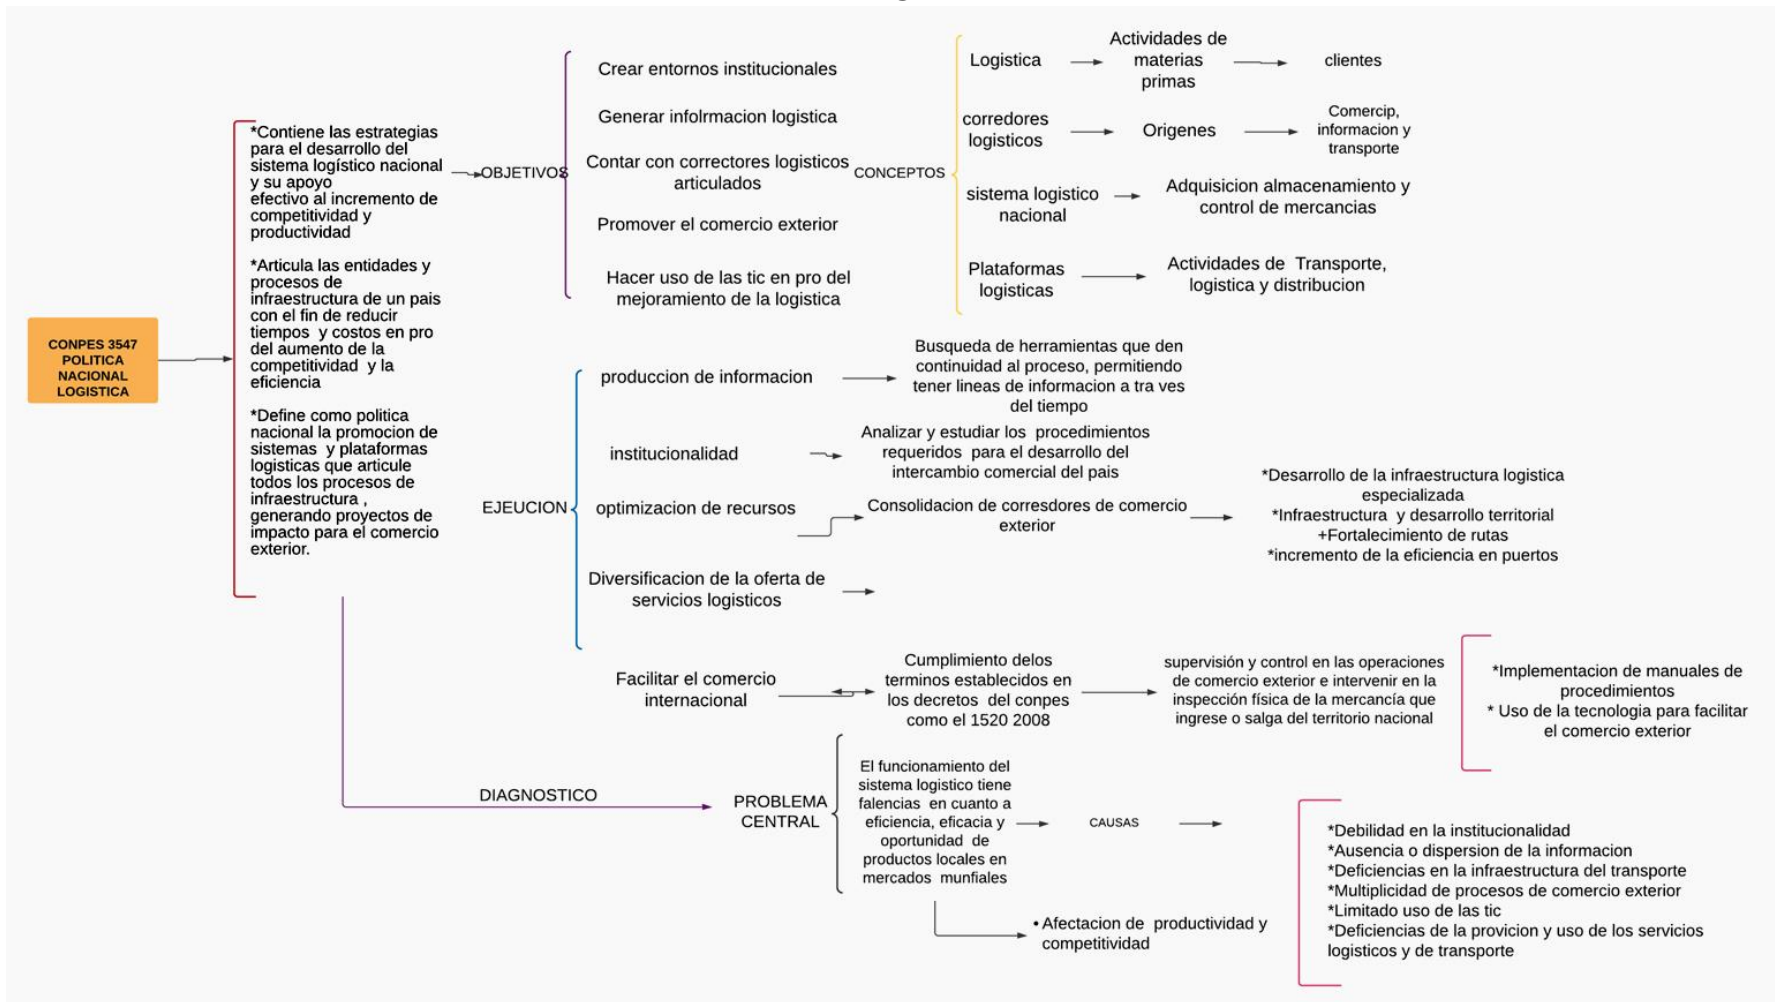 CONPES 3547
POLITICA
NACIONAL
LOGISTICA
*Contiene las estrategias
para el desarrollo del
sistema logístico nacional
y su apoyo
efectivo al incremento de
competitividad y
productividad
*Articula las entidades y
procesos de
infraestructura de un pais
con el fin de reducir
tiempos y costos en pro
del aumento de la
competitividad y la
eficiencia
*Define como politica
nacional la promocion de
sistemas y plataformas
logisticas que articule
todos los procesos de
infraestructura ,
generando proyectos de
impacto para el comercio
exterior.
OBJETIVOS
Crear entornos institucionales
Generar infolrmacion logistica
Contar con correctores logisticos
articulados
Promover el comercio exterior
Hacer uso de las tic en pro del
mejoramiento de la logistica
CONCEPTOS
Logistica
Actividades de
materias
primas
clientes
corredores
logisticos
Origenes
Comercip,
informacion y
transporte
sistema logistico
nacional
Adquisicion almacenamiento y
control de mercancias
Plataformas
logisticas
Actividades de Transporte,
logistica y distribucion
EJEUCION
produccion de informacion
Busqueda de herramientas que den
continuidad al proceso, permitiendo
tener lineas de informacion a tra ves
del tiempo
institucionalidad
Analizar y estudiar los procedimientos
requeridos para el desarrollo del
intercambio comercial del pais
optimizacion de recursos
Consolidacion de corresdores de comercio
exterior
*Desarrollo de la infraestructura logistica
especializada
*Infraestructura y desarrollo territorial
+Fortalecimiento de rutas
*incremento de la eficiencia en puertos
Diversificacion de la oferta de
servicios logisticos
Facilitar el comercio
internacional
Cumplimiento delos
terminos establecidos en
los decretos del conpes
como el 1520 2008
supervisión y control en las operaciones
de comercio exterior e intervenir en la
inspección física de la mercancía que
ingrese o salga del territorio nacional
*Implementacion de manuales de
procedimientos
* Uso de la tecnologia para facilitar
el comercio exterior
DIAGNOSTICO
PROBLEMA
CENTRAL
El funcionamiento del
sistema logistico tiene
falencias en cuanto a
eficiencia, eficacia y
oportunidad de
productos locales en
mercados munfiales
CAUSAS
*Debilidad en la institucionalidad
*Ausencia o dispersion de la informacion
*Deficiencias en la infraestructura del transporte
*Multiplicidad de procesos de comercio exterior
*Limitado uso de las tic
*Deficiencias de la provicion y uso de los servicios
logisticos y de transporte
• Afectacion de productividad y
competitividad